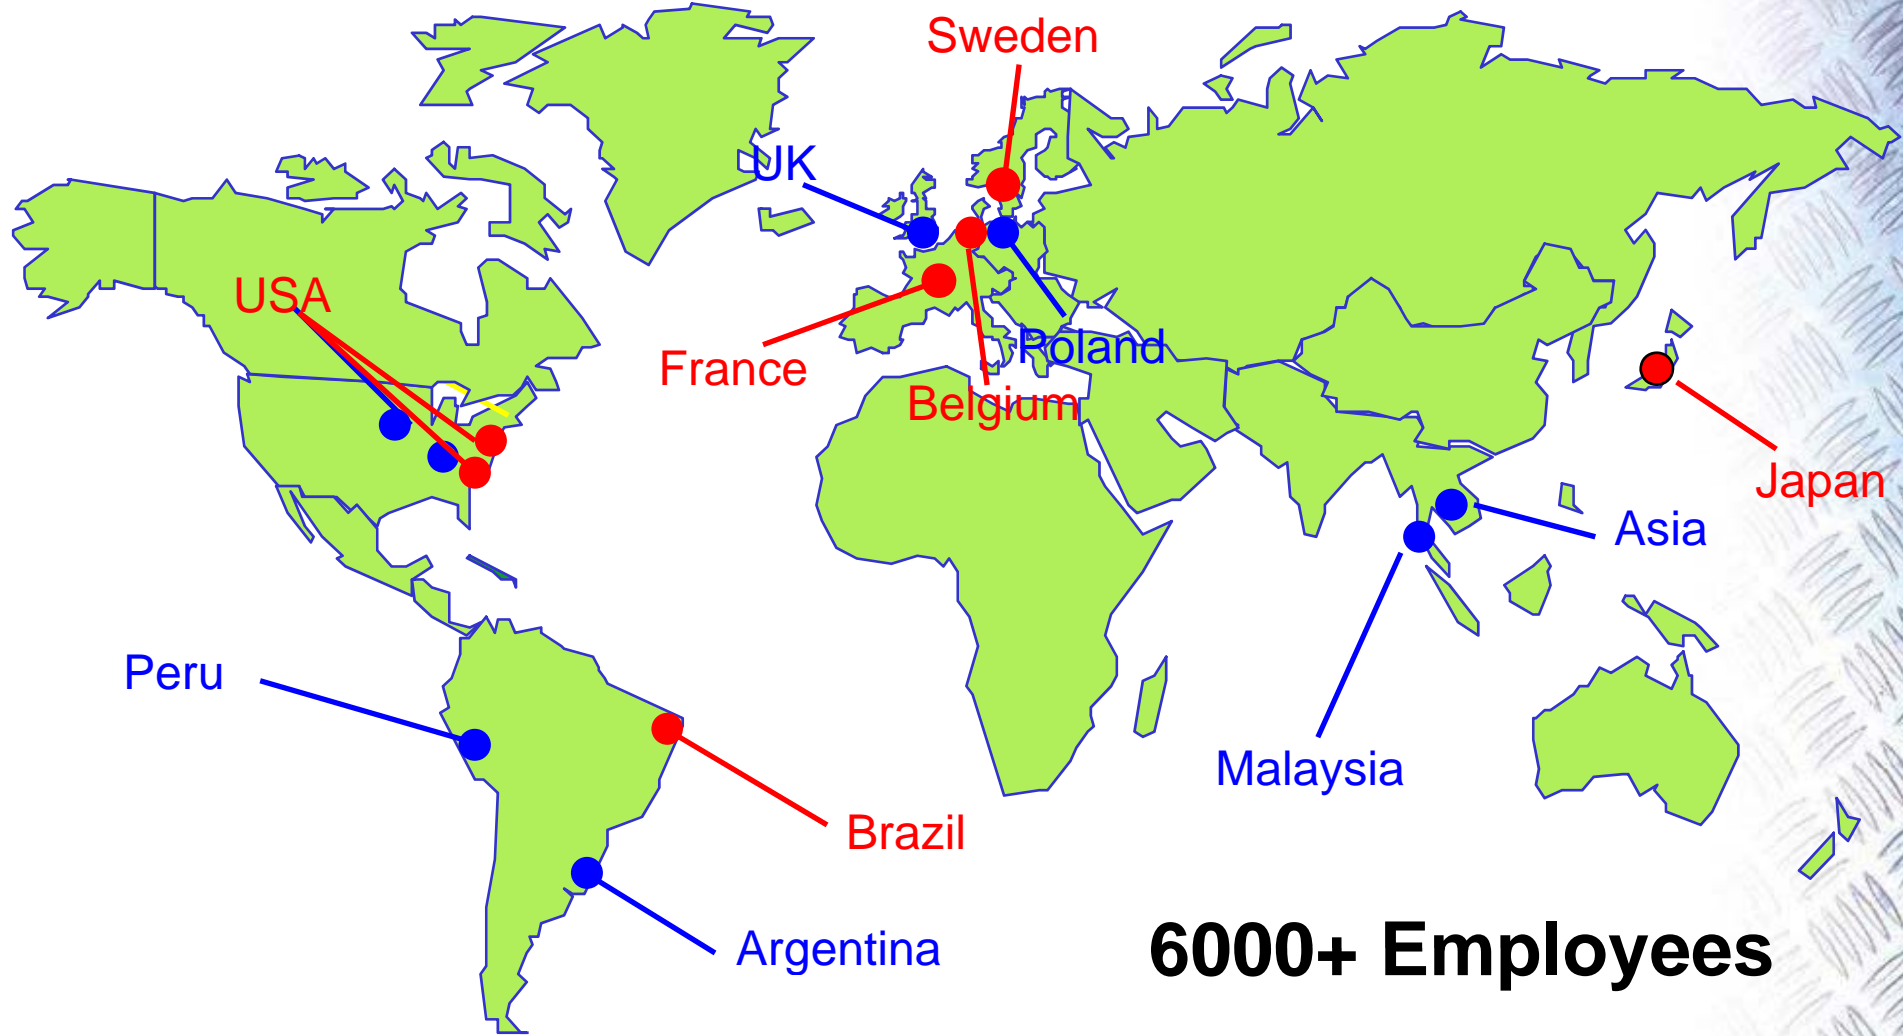 Sweden
UK
USA
France
Poland
Belgium
Japan
Asia
Peru
Malaysia
Brazil
Argentina
6000+ Employees